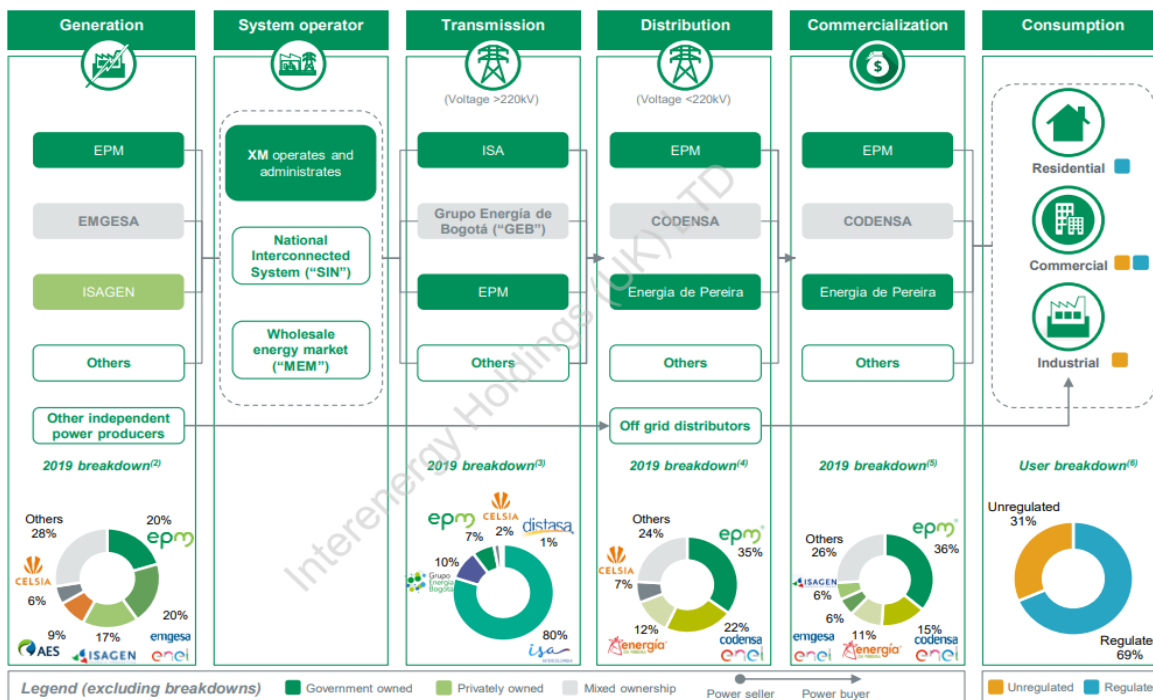 Generation
System operator
Transmission
Distribution
Commercialization
Consumption
(Voltage >220kV)
(Voltage <220kV)
EPM
EMGESA
ISAGEN
Others
Other independent
power producers
XM operates and
administrates
National
Interconnected
System (“SIN”)
Wholesale
energy market
(“MEM”)
ISA
Grupo Energía de
Bogotá (“GEB”)
EPM
Others
EPM
CODENSA
Energia de Pereira
Others
Off grid distributors
EPM
CODENSA
Energia de Pereira
Others
Residential
Commercial
Industrial
Interenergy Holdings (UK) LTD
2019 breakdown(2)
Others
28%
20%
epm
CELSIA
6%
20%
9%
AES
17%
ISAGEN
emgesa
enel
2019 breakdown(3)
epm
7%
CELSIA
2%
distasa
1%
10%
Grupo
Energía
Bogotá
80%
isa
2019 breakdown(4)
Others
24%
epm
35%
CELSIA
7%
12%
energía
22%
codensa
enel
2019 breakdown(5)
Others
26%
epm
36%
ISAGEN
6%
6%
emgesa
enel
11%
energía
15%
codensa
enel
User breakdown(6)
Unregulated
31%
Regulate
69%
Legend (excluding breakdowns)
Government owned
Privately owned
Mixed ownership
Power seller
Power buyer
Unregulated
Regulate